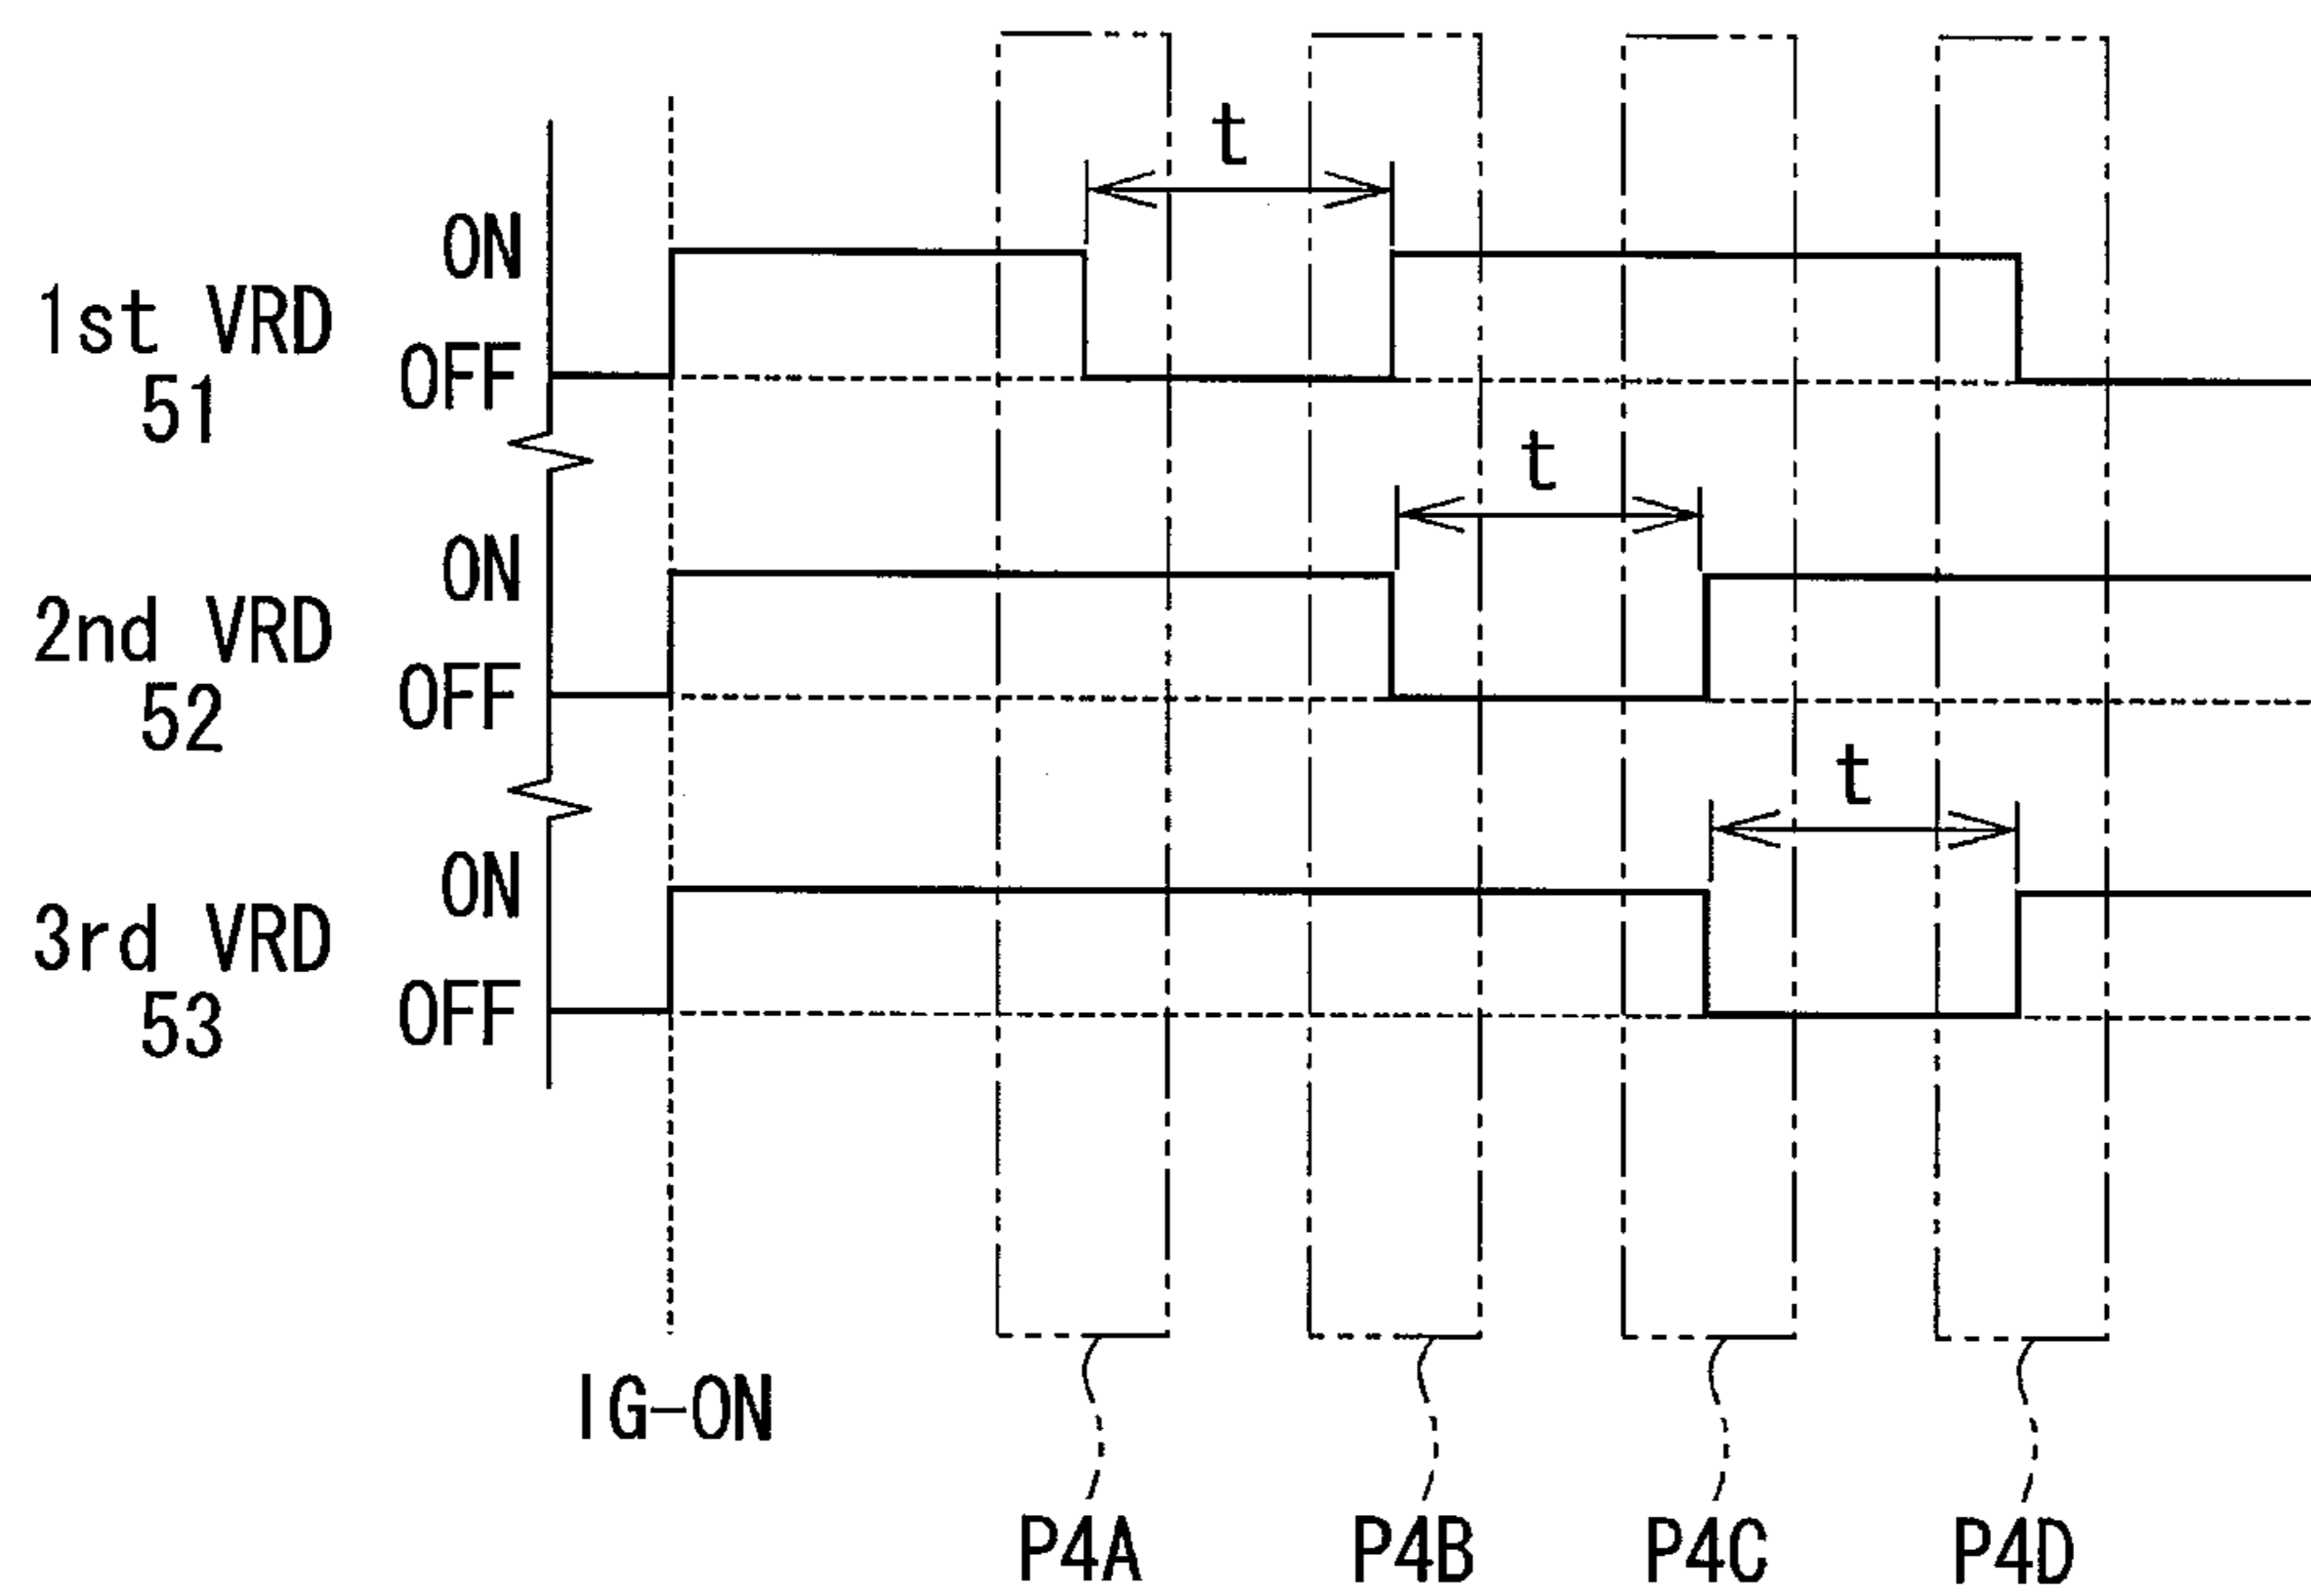 t
ON
1st VRD
51
OFF
t
ON
2nd VRD
52
OFF
t
ON
3rd VRD
53
OFF
IG-ON
P4A
P4B
P4C
P4D